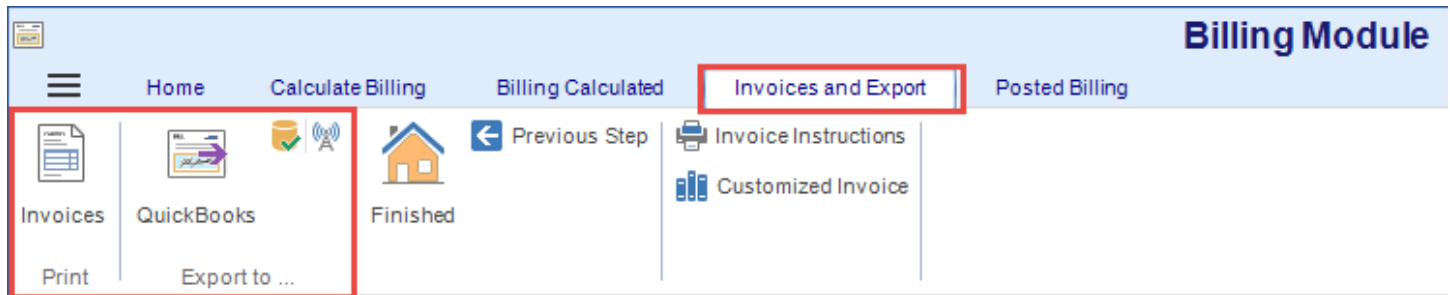 Billing Module
Home Calculate Billing Billing Calculated Invoices and Export Posted Billing
Previous Step Invoice Instructions
Customized Invoice
Invoices QuickBooks Finished
Print Export to ...